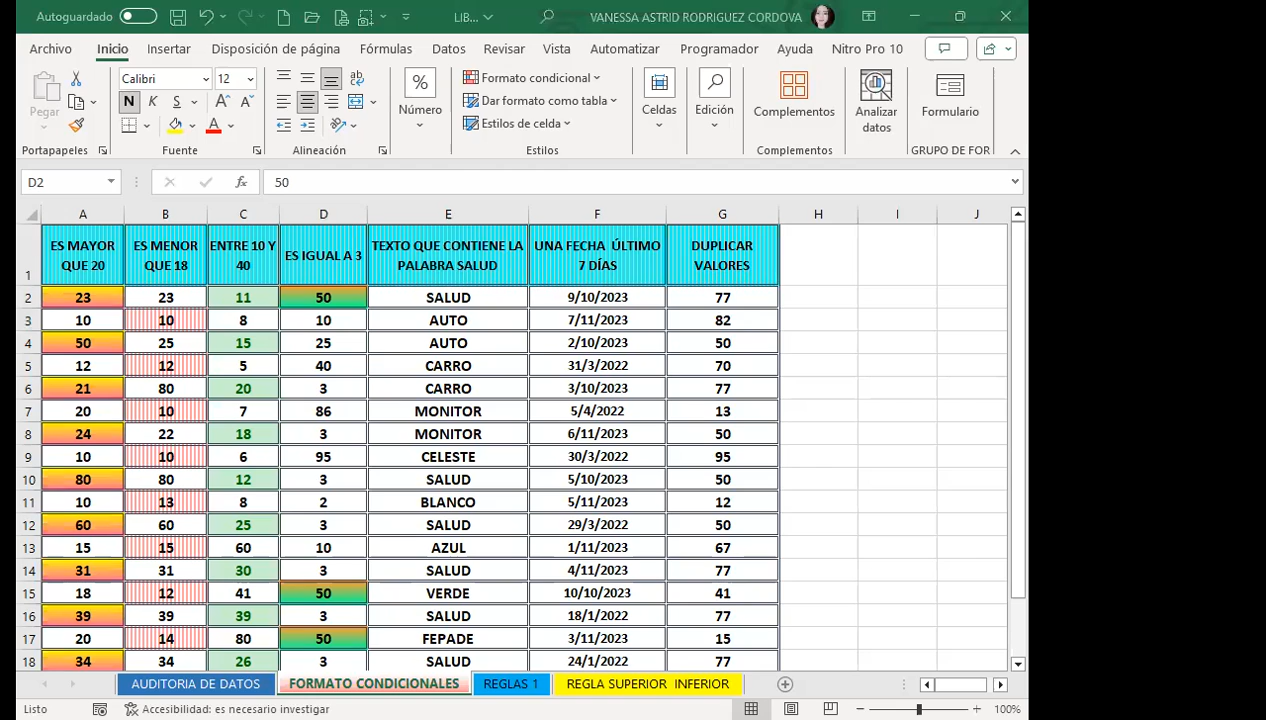 Autoguardado
LIB...
VANESSA ASTRID RODRIGUEZ CORDOVA
Archivo Inicio Insertar Disposición de página Fórmulas Datos Revisar Vista Automatizar Programador Ayuda Nitro Pro 10
Pegar
Calibri 12
N K S
A A
A
ab
%
Número
Formato condicional
Dar formato como tabla
Estilos de celda
Celdas
Edición
Complementos
Analizar
datos
Formulario
Portapapeles Fuente Alineación Estilos Complementos GRUPO DE FOR
D2 fx 50
A B C D E F G H I J
1 ES MAYOR QUE 20 ES MENOR QUE 18 ENTRE 10 Y 40 ES IGUAL A 3 TEXTO QUE CONTIENE LA PALABRA SALUD UNA FECHA ÚLTIMO 7 DÍAS DUPLICAR VALORES
2 23 23 11 50 SALUD 9/10/2023 77
3 10 10 8 10 AUTO 7/11/2023 82
4 50 25 15 25 AUTO 2/10/2023 50
5 12 12 5 40 CARRO 31/3/2022 70
6 21 80 20 3 CARRO 3/10/2023 77
7 20 10 7 86 MONITOR 5/4/2022 13
8 24 22 18 3 MONITOR 6/11/2023 50
9 10 10 6 95 CELESTE 30/3/2022 95
10 80 80 12 3 SALUD 5/10/2023 50
11 10 13 8 2 BLANCO 5/11/2023 12
12 60 60 25 3 SALUD 29/3/2022 50
13 15 15 60 10 AZUL 1/11/2023 67
14 31 31 30 3 SALUD 4/11/2023 77
15 18 12 41 50 VERDE 10/10/2023 41
16 39 39 39 3 SALUD 18/1/2022 77
17 20 14 80 50 FEPADE 3/11/2023 15
18 34 34 26 3 SALUD 24/1/2022 77
AUDITORIA DE DATOS FORMATO CONDICIONALES REGLAS 1 REGLA SUPERIOR INFERIOR
Listo Accesibilidad: es necesario investigar 100%